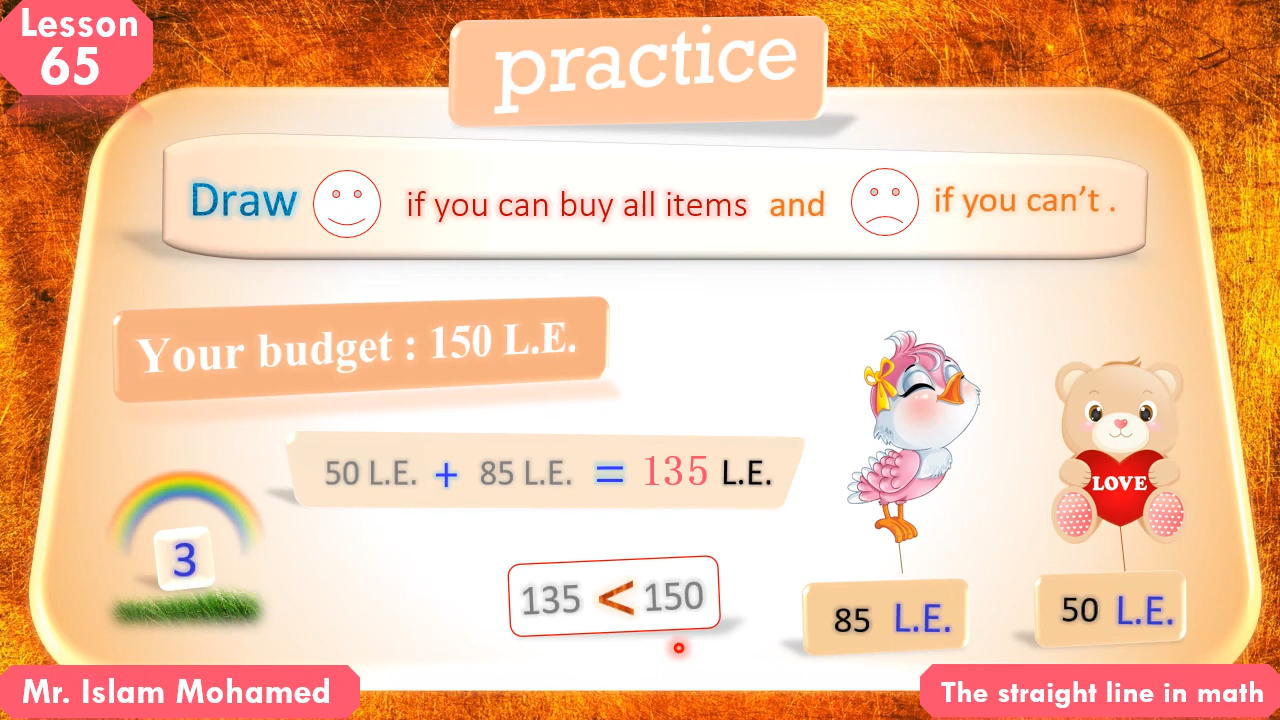 Lesson
65
practice
Draw if you can buy all items and if you can't .
Your budget : 150 L.E.
50 L.E. + 85 L.E. = 135 L.E.
LOVE
3
135 < 150
85 L.E.
50 L.E.
Mr. Islam Mohamed
The straight line in math